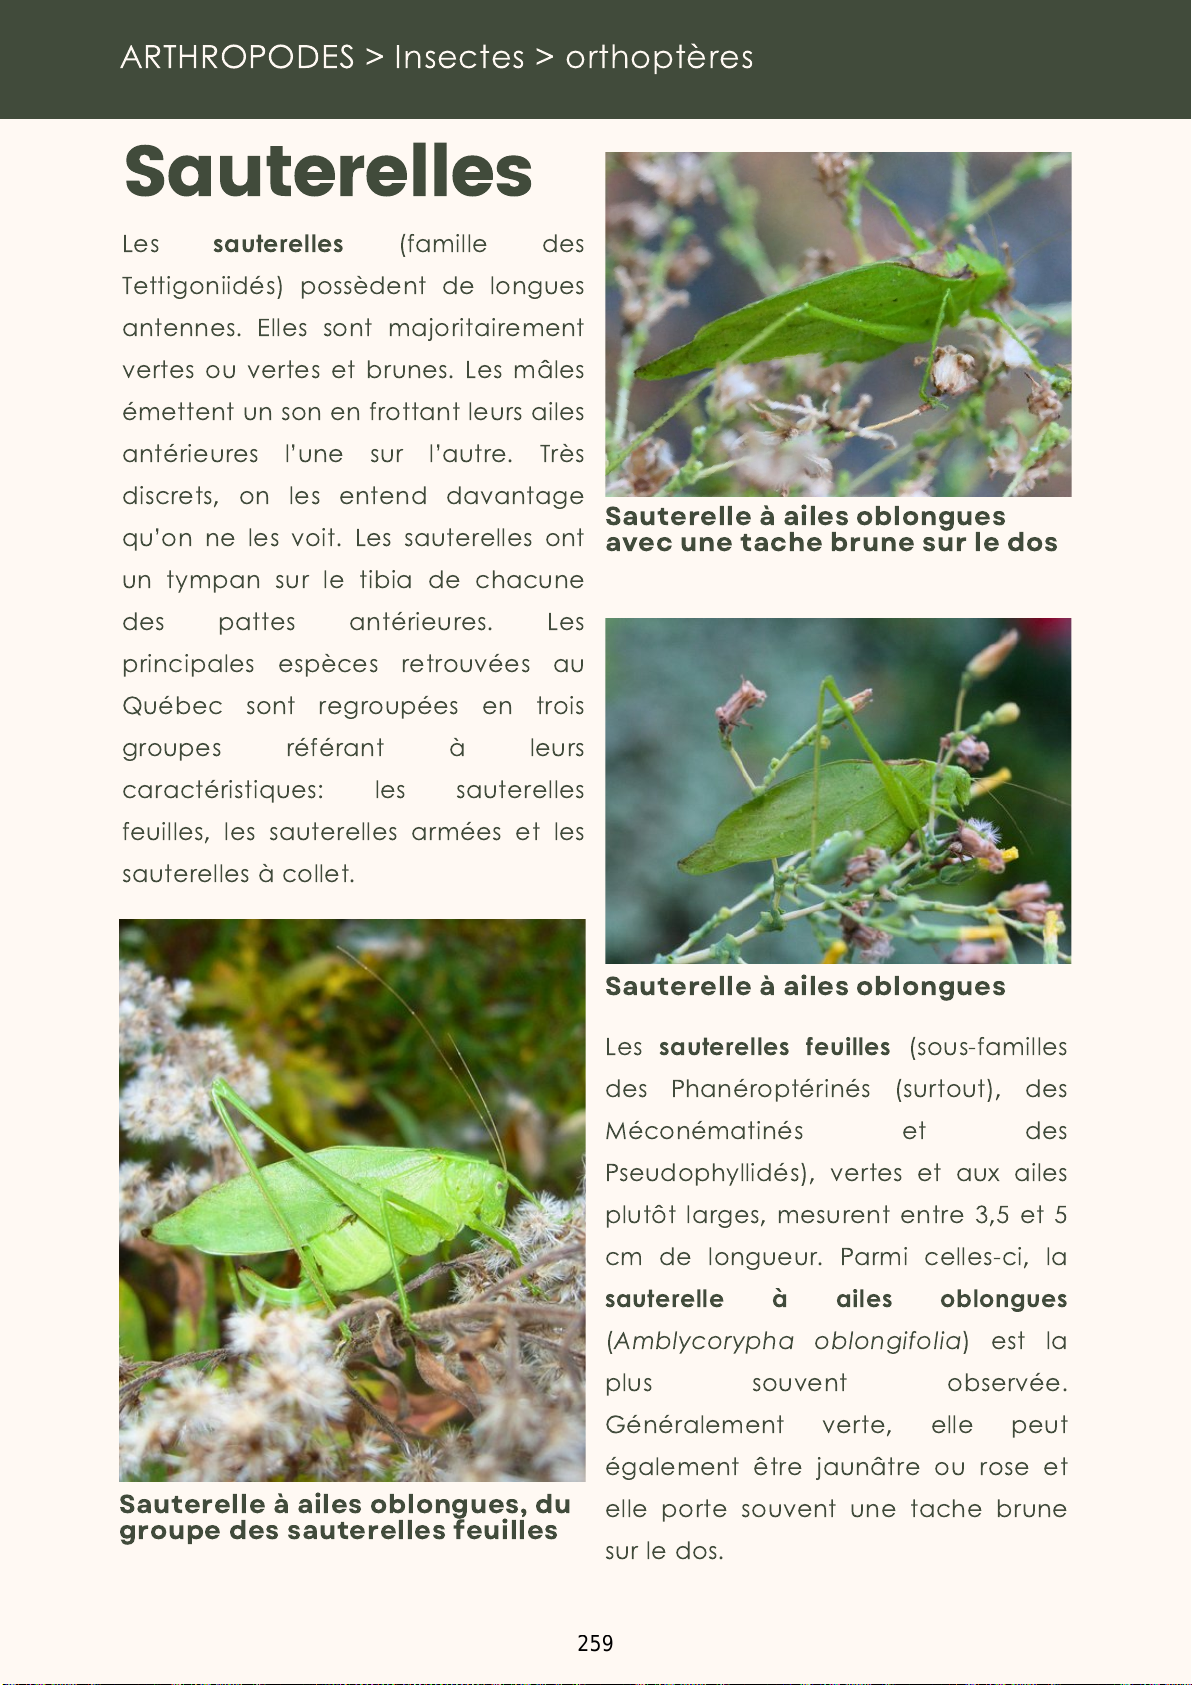 ARTHROPODES > Insectes > orthoptères
Sauterelles
Les sauterelles (famille des
Tettigoniidés) possèdent de longues
antennes. Elles sont majoritairement
vertes ou vertes et brunes. Les mâles
émettent un son en frottant leurs ailes
antérieures l’une sur l’autre. Très
discrets, on les entend davantage
qu’on ne les voit. Les sauterelles ont
un tympan sur le tibia de chacune
des pattes antérieures. Les
principales espèces retrouvées au
Québec sont regroupées en trois
groupes référant à leurs
caractéristiques: les sauterelles
feuilles, les sauterelles armées et les
sauterelles à collet.
Sauterelle à ailes oblongues, du
groupe des sauterelles feuilles
Sauterelle à ailes oblongues
avec une tache brune sur le dos
Sauterelle à ailes oblongues
Les sauterelles feuilles (sous-familles
des Phanéroptérinés (surtout), des
Méconématinés et des
Pseudophyllidés), vertes et aux ailes
plutôt larges, mesurent entre 3,5 et 5
cm de longueur. Parmi celles-ci, la
sauterelle à ailes oblongues
(Amblycorypha oblongifolia) est la
plus souvent observée.
Généralement verte, elle peut
également être jaunâtre ou rose et
elle porte souvent une tache brune
sur le dos.
259